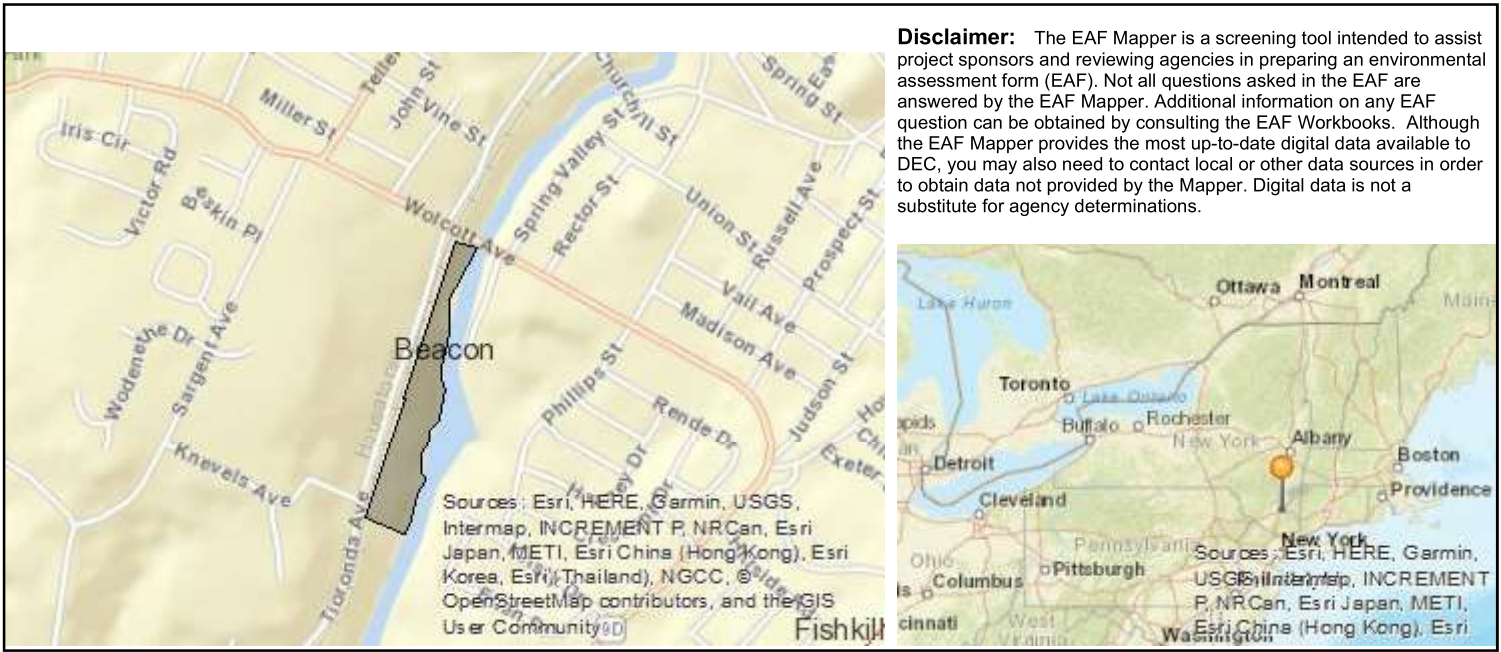 Disclaimer: The EAF Mapper is a screening tool intended to assist
project sponsors and reviewing agencies in preparing an environmental
assessment form (EAF). Not all questions asked in the EAF are
answered by the EAF Mapper. Additional information on any EAF
question can be obtained by consulting the EAF Workbooks. Although
the EAF Mapper provides the most up-to-date digital data available to
DEC, you may also need to contact local or other data sources in order
to obtain data not provided by the Mapper. Digital data is not a
substitute for agency determinations.
Miller St
John St
Vine St
Churchill St
Spring St
Iris Cir
Victor Rd
Wolcott Ave
Spring Valley St
Rector St
Union St
Russell Ave
Prospect St
Vail Ave
Madison Ave
Beacon
Sargent Ave
Phillips St
Judson St
Rende Dr
Knevels Ave
Exeter
Tioronda Ave
Sources: Esri, HERE, Garmin, USGS,
Intermap, INCREMENT P, NRCan, Esri
Japan, METI, Esri China (Hong Kong), Esri
Korea, Esri (Thailand), NGCC, ©
OpenStreetMap contributors, and the GIS
User Community
9D
Fishkill
Ottawa
Montreal
Lake Huron
Toronto
Lake Ontario
Buffalo
Rochester
New York
Albany
Boston
Detroit
Providence
Cleveland
New York
Pennsylvania
Ohio
Pittsburgh
Columbus
West
Virginia
Washington
Sources: Esri, HERE, Garmin,
USGS, Intermap, INCREMENT
P, NRCan, Esri Japan, METI,
Esri China (Hong Kong), Esri